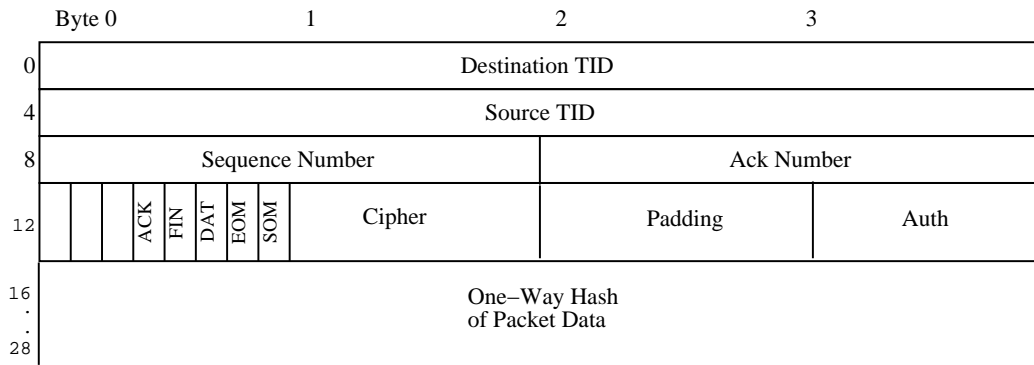 Byte 0 1 2 3
0 Destination TID
4 Source TID
8 Sequence Number Ack Number
12 ACK FIN DAT EOM SOM Cipher Padding Auth
16 One−Way Hash
. of Packet Data
.
28